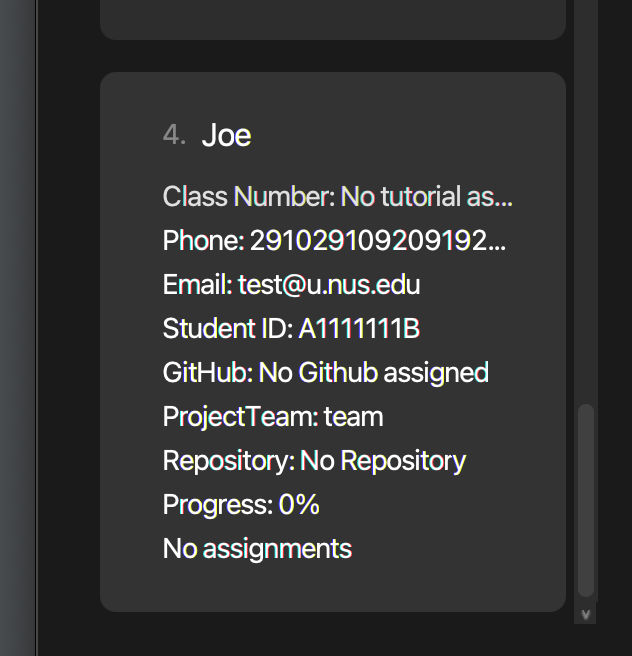 4. Joe
Class Number: No tutorial as...
Phone: 291029109209192...
Email: test@u.nus.edu
Student ID: A1111111B
GitHub: No Github assigned
ProjectTeam: team
Repository: No Repository
Progress: 0%
No assignments